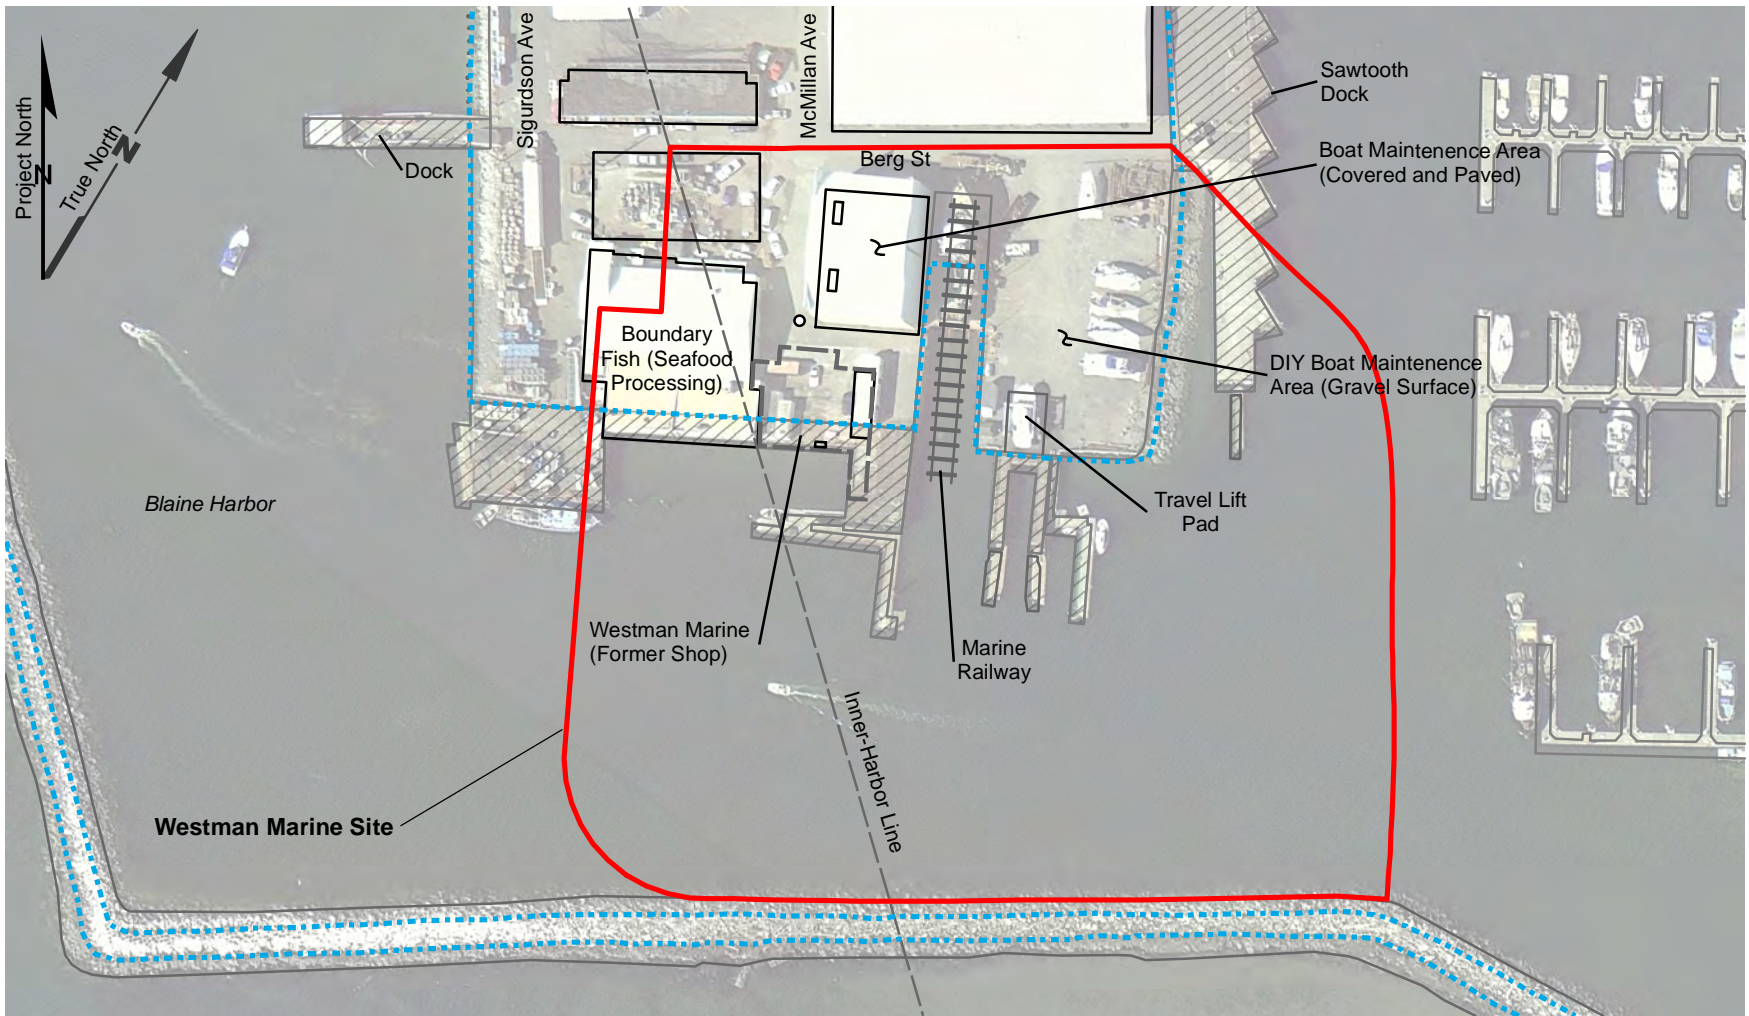 Project North
N
True North
N
Sigurdson Ave
McMillan Ave
Sawtooth
Dock
Dock
Berg St
Boat Maintenence Area
(Covered and Paved)
Boundary
Fish (Seafood
Processing)
DIY Boat Maintenence
Area (Gravel Surface)
Blaine Harbor
Travel Lift
Pad
Westman Marine
(Former Shop)
Marine
Railway
Inner-Harbor Line
Westman Marine Site